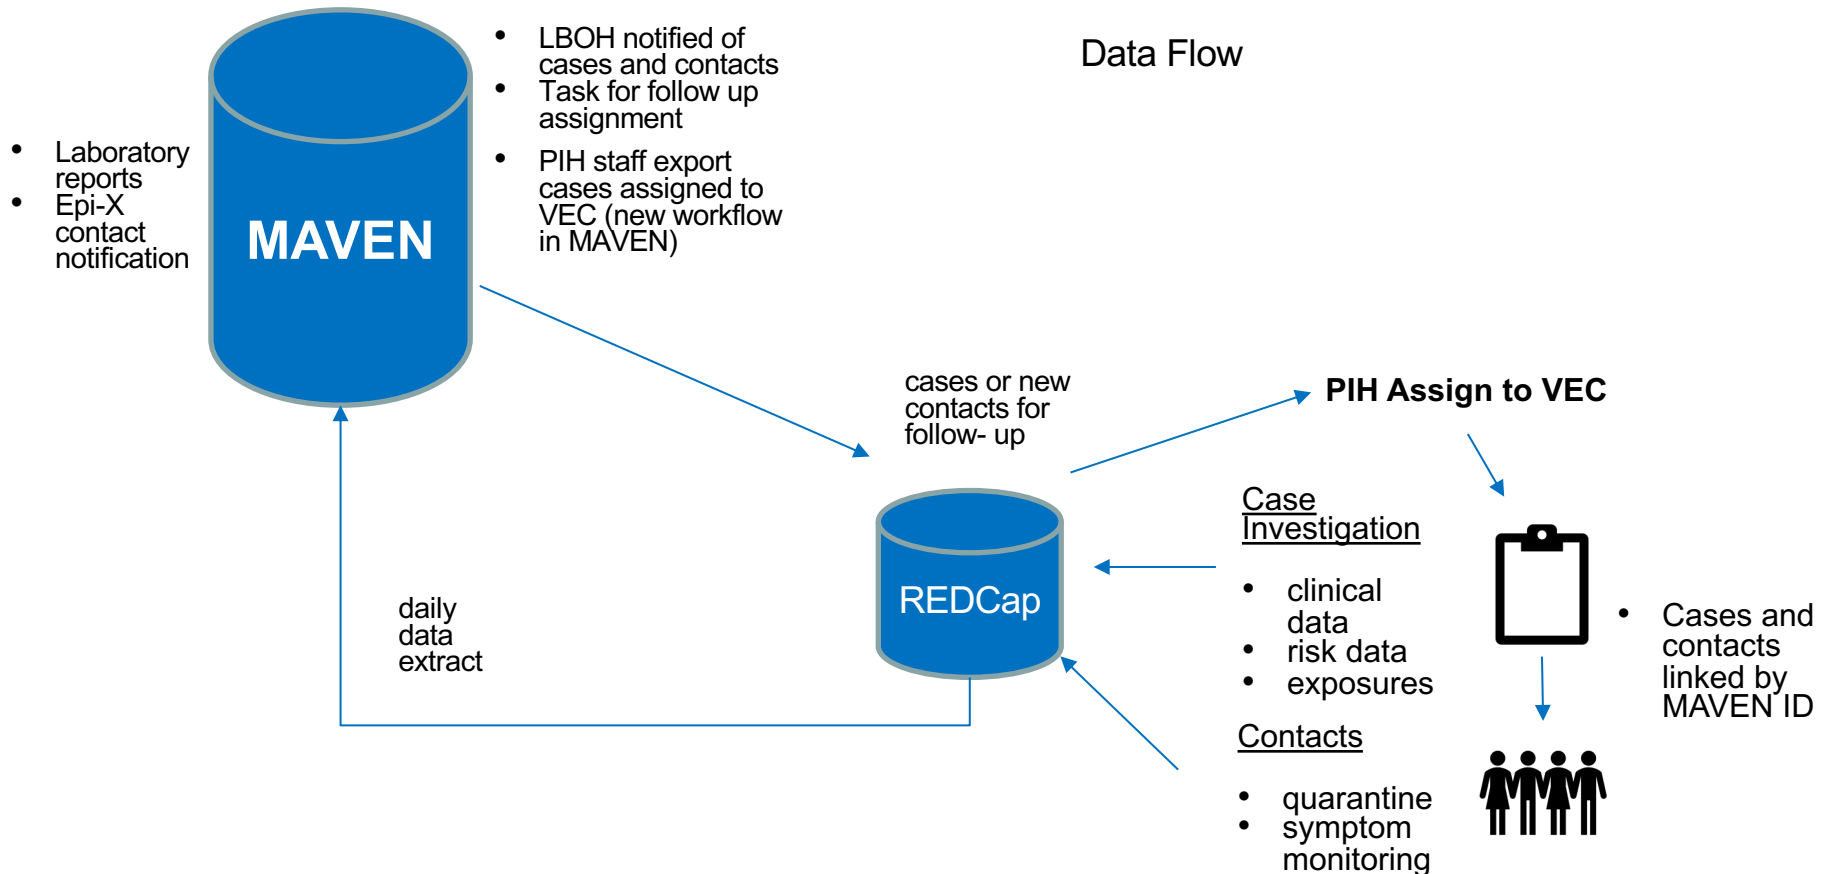 Data Flow
• LBOH notified of
cases and contacts
• Task for follow up
assignment
• PIH staff export
cases assigned to
VEC (new workflow
in MAVEN)
• Laboratory
reports
• Epi-X
contact
notification
MAVEN
cases or new
contacts for
follow- up
PIH Assign to VEC
REDCap
daily
data
extract
Case
Investigation
• clinical
data
• risk data
• exposures
• Cases and
contacts
linked by
MAVEN ID
Contacts
• quarantine
• symptom
monitoring